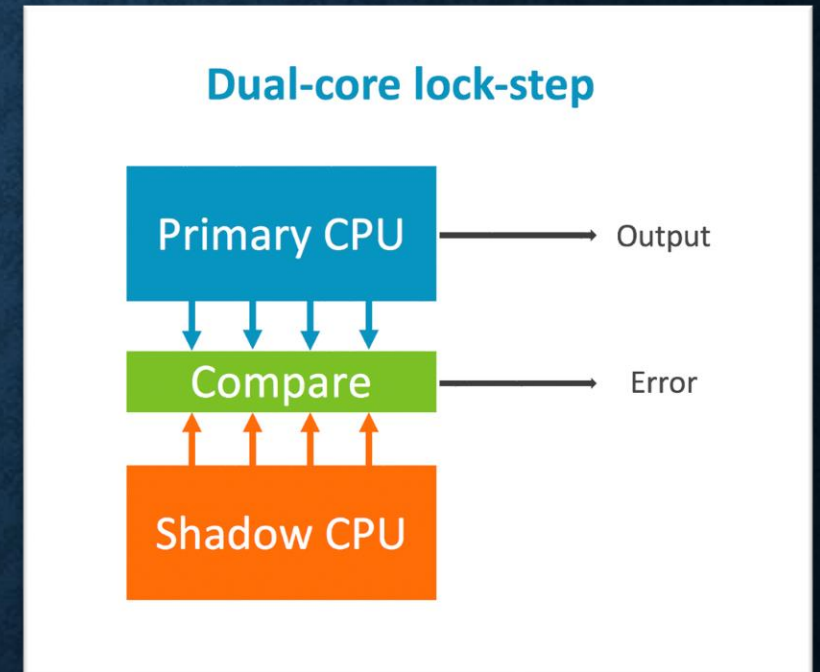 Dual-core lock-step
Primary CPU
Output
Compare
Error
Shadow CPU